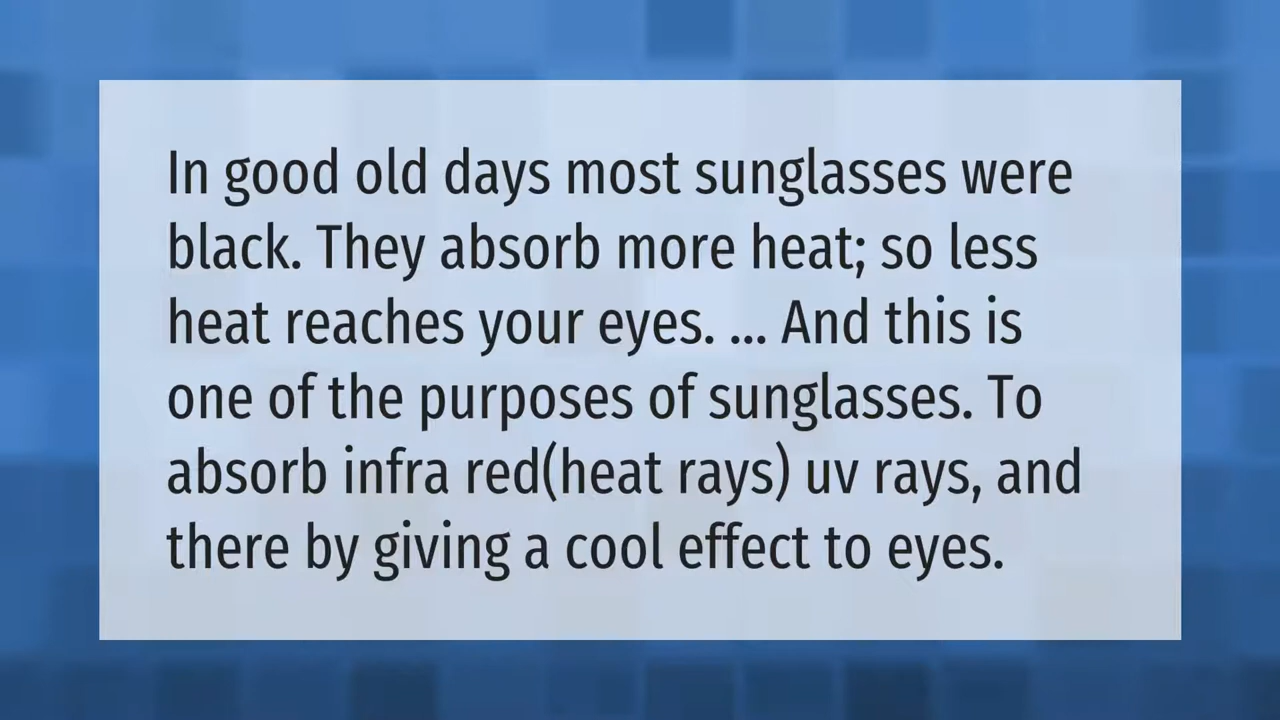 In good old days most sunglasses were
black. They absorb more heat; so less
heat reaches your eyes. ... And this is
one of the purposes of sunglasses. To
absorb infra red(heat rays) uv rays, and
there by giving a cool effect to eyes.